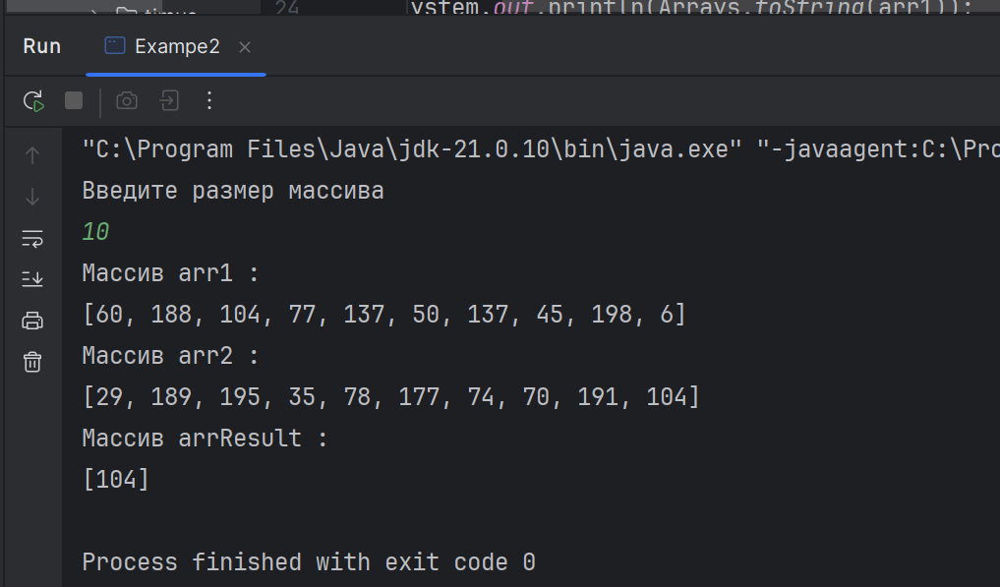 24 ystem.out.println(Arrays.toString(arr1));
Run Exampe2
"C:\Program Files\Java\jdk-21.0.10\bin\java.exe" "-javaagent:C:\Pro
Введите размер массива
10
Массив arr1 :
[60, 188, 104, 77, 137, 50, 137, 45, 198, 6]
Массив arr2 :
[29, 189, 195, 35, 78, 177, 74, 70, 191, 104]
Массив arrResult :
[104]
Process finished with exit code 0